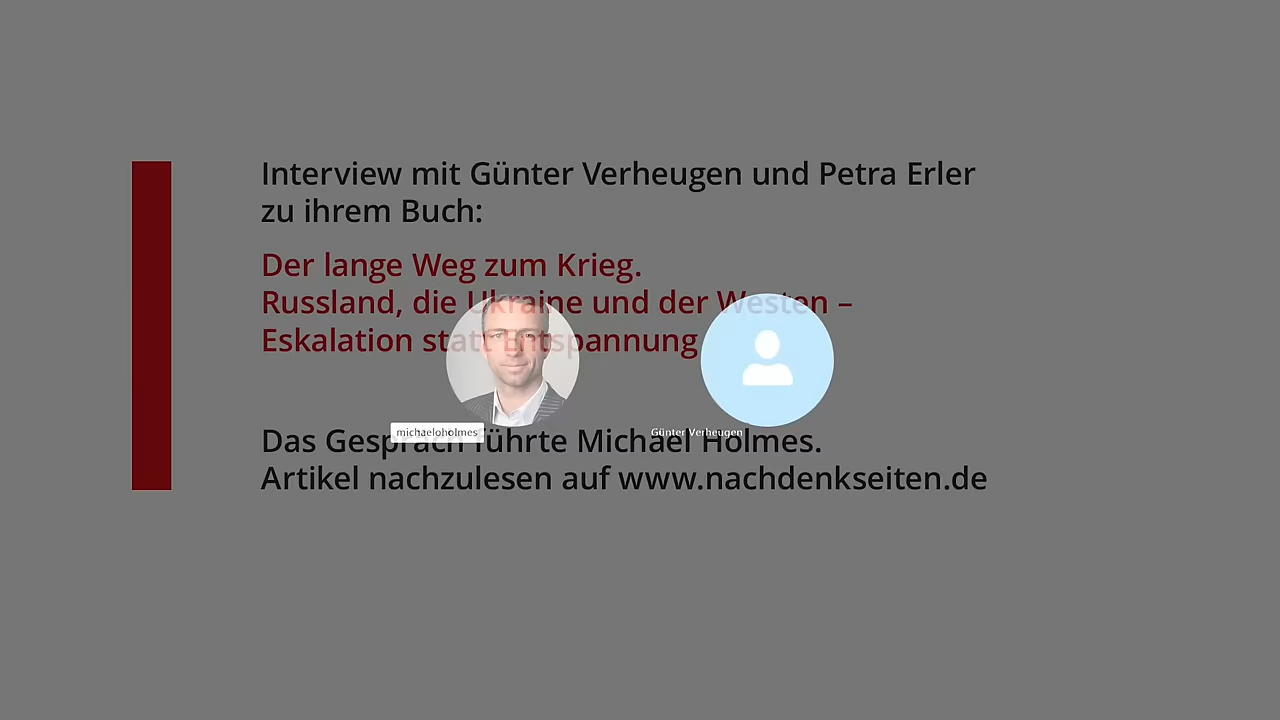 Interview mit Günter Verheugen und Petra Erler
zu ihrem Buch:
Der lange Weg zum Krieg.
Russland, die Ukraine und der Westen –
Eskalation statt Entspannung
michaeloholmes
Günter Verheugen
Das Gespräch führte Michael Holmes.
Artikel nachzulesen auf www.nachdenkseiten.de